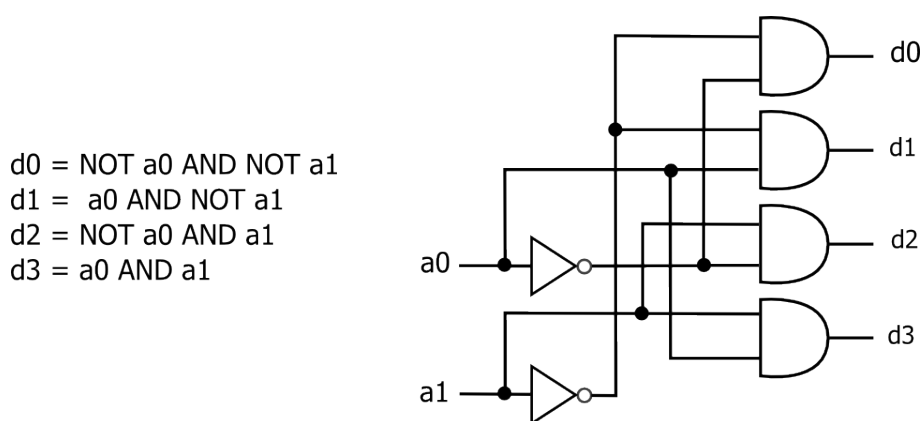 d0 = NOT a0 AND NOT a1
d1 =  a0 AND NOT a1
d2 = NOT a0 AND a1
d3 = a0 AND a1
a0
a1
d0
d1
d2
d3